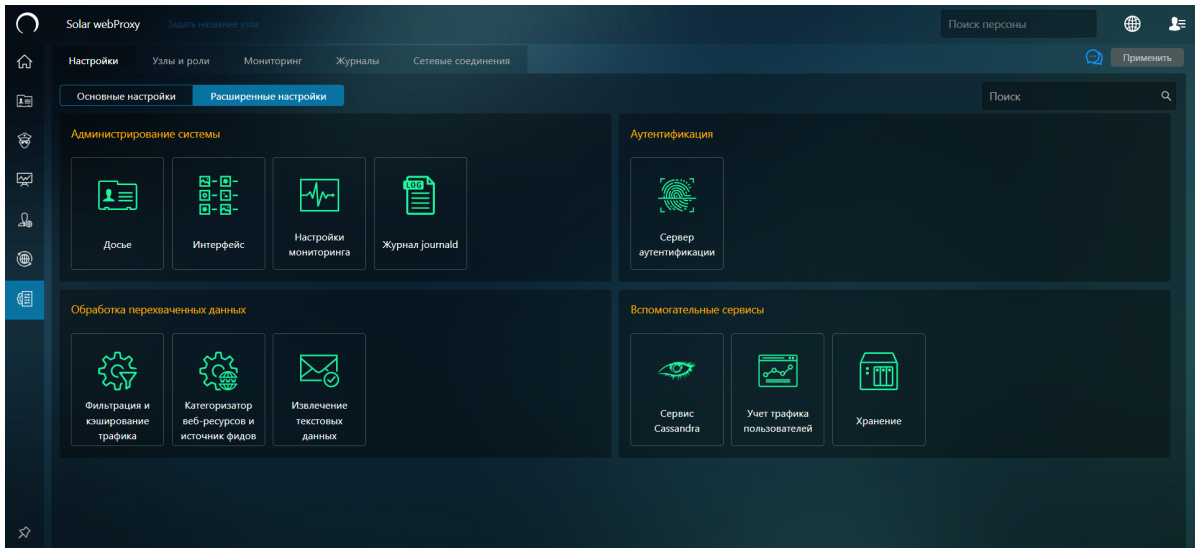 Solar webProxy
Задать название узла
Поиск персоны
Настройки
Узлы и роли
Мониторинг
Журналы
Сетевые соединения
Применить
Основные настройки
Расширенные настройки
Поиск
Администрирование системы
Досье
Интерфейс
Настройки
мониторинга
LOG
Журнал journald
Аутентификация
Сервер
аутентификации
Обработка перехваченных данных
Фильтрация и
кэширование
трафика
Категоризатор
веб-ресурсов и
источник фидов
Извлечение
текстовых
данных
Вспомогательные сервисы
Сервис
Cassandra
Учет трафика
пользователей
Хранение